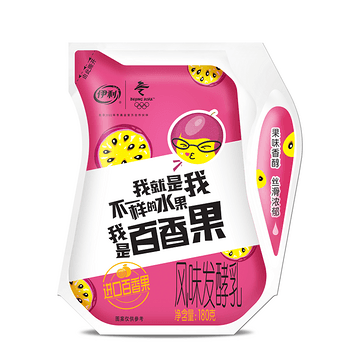 伊利
BEIJING 2022
果味香醇 丝滑浓郁
我就是我
不一样的水果
我是百香果
进口百香果
风味发酵乳
净含量:180克
图案仅供参考